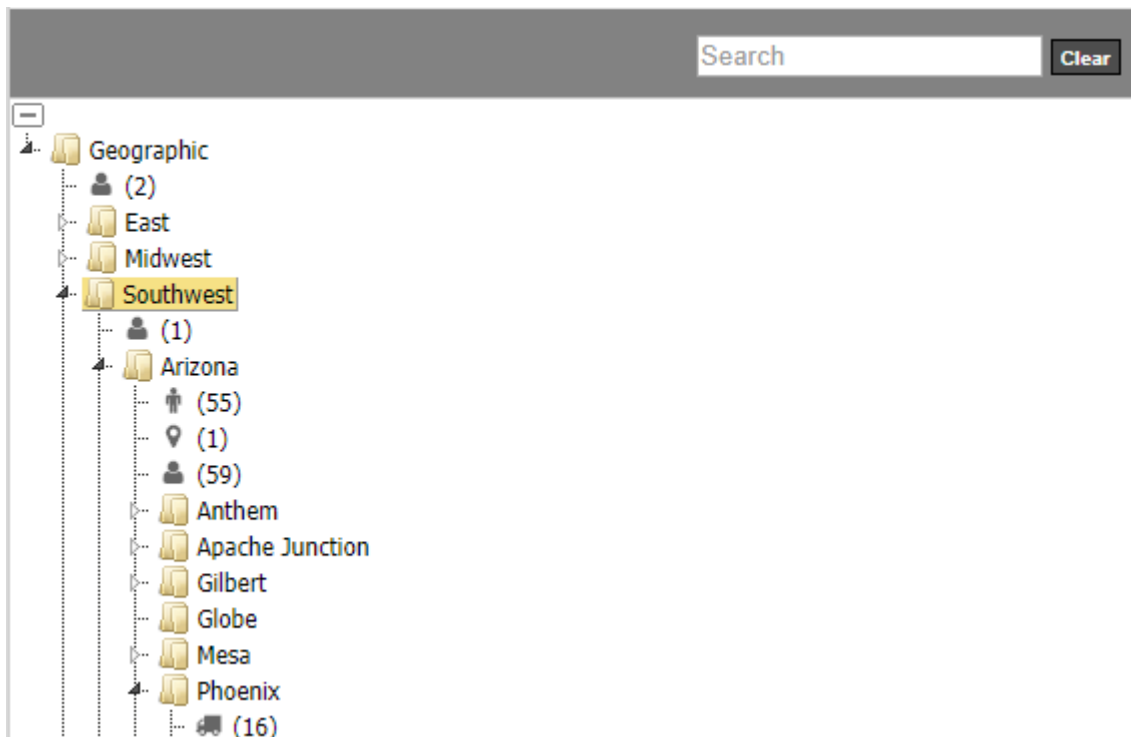 Search Clear
Geographic
(2)
East
Midwest
Southwest
(1)
Arizona
(55)
(1)
(59)
Anthem
Apache Junction
Gilbert
Globe
Mesa
Phoenix
(16)